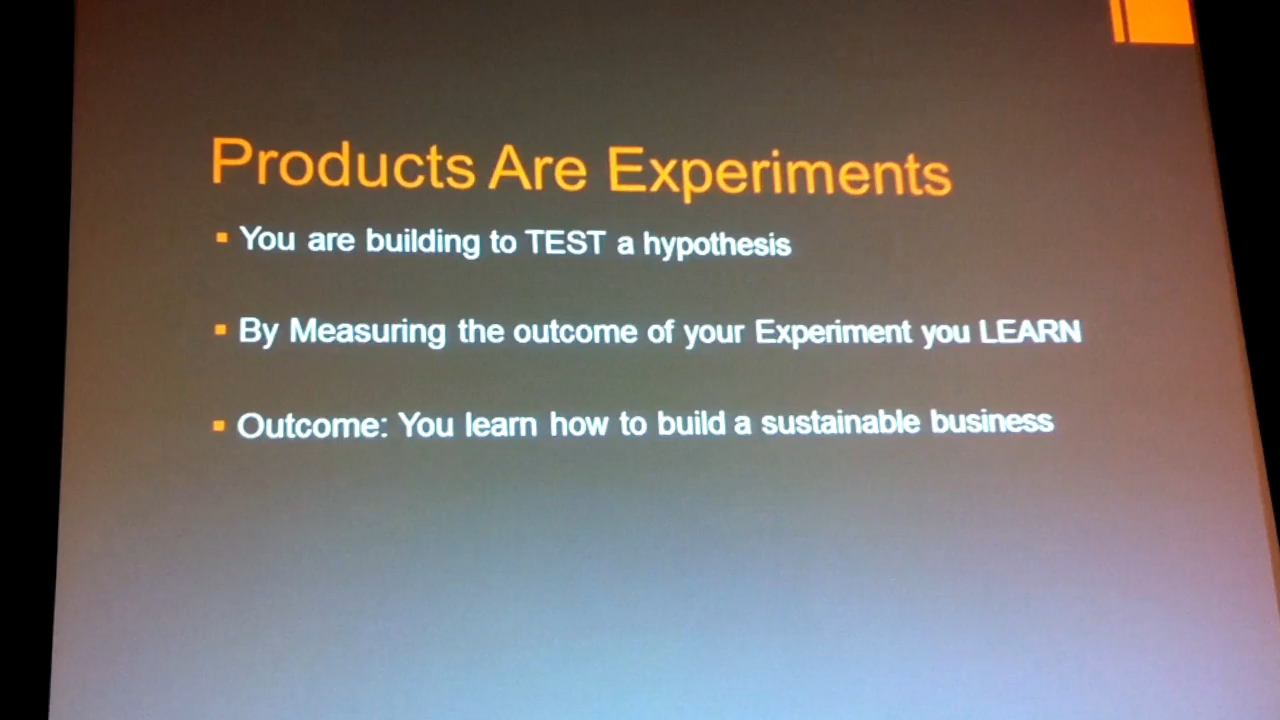 Products Are Experiments
You are building to TEST a hypothesis
By Measuring the outcome of your Experiment you LEARN
Outcome: You learn how to build a sustainable business